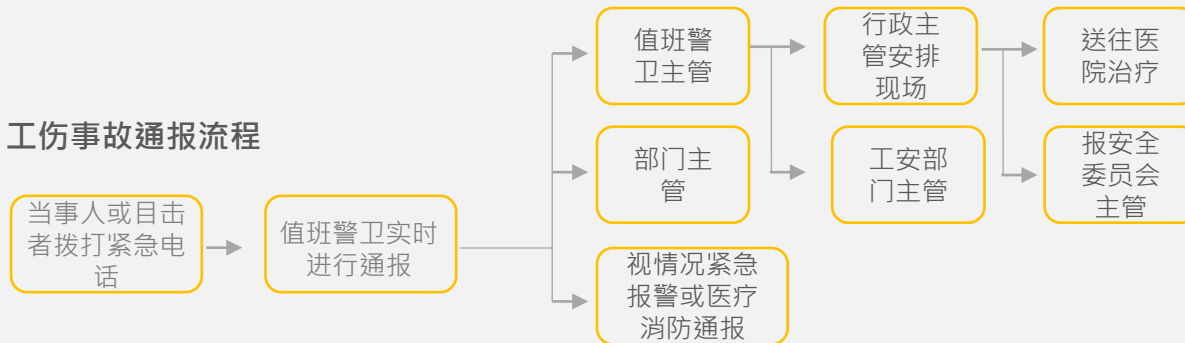 工伤事故通报流程
当事人或目击
者拨打紧急电
话
值班警卫实时
进行通报
值班警
卫主管
部门主
管
视情况紧急
报警或医疗
消防通报
行政主
管安排
现场
工安部
门主管
送往医
院治疗
报安全
委员会
主管